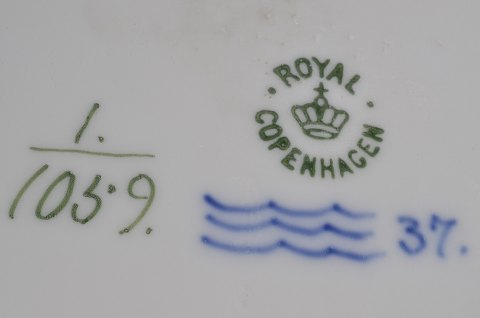 ROYAL
COPENHAGEN
1.
1059.
37.